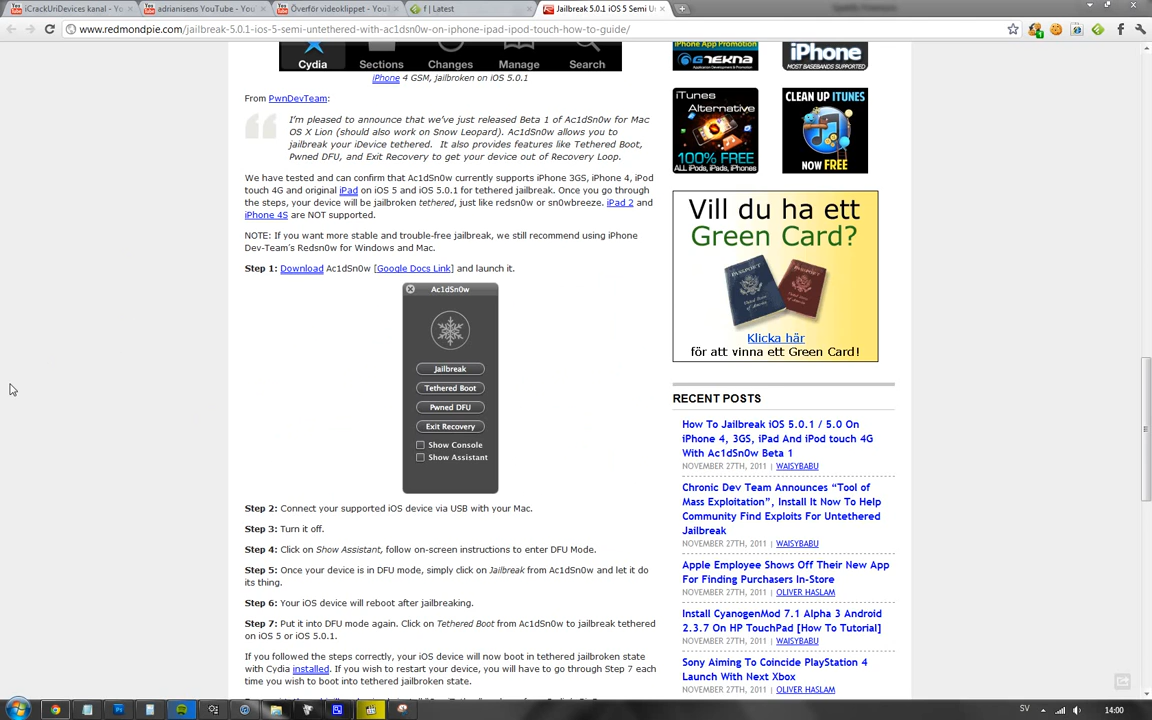 iCrackUriDevices kanal - Yo
adrianisens YouTube - Yo
Överför videoklippet - Yo
f | Latest
Jailbreak 5.0.1 iOS 5 Semi U
www.redmondpie.com/jailbreak-5.0.1-ios-5-semi-untethered-with-ac1dsn0w-on-iphone-ipad-ipod-touch-how-to-guide/
Cydia Sections Changes Manage Search
iPhone 4 GSM, jailbroken on iOS 5.0.1
From PwnDevTeam:
I'm pleased to announce that we've just released Beta 1 of Ac1dSn0w for Mac
OS X Lion (should also work on Snow Leopard). Ac1dSn0w allows you to
jailbreak your iDevice tethered. It also provides features like Tethered Boot,
Pwned DFU, and Exit Recovery to get your device out of Recovery Loop.
We have tested and can confirm that Ac1dSn0w currently supports iPhone 3GS, iPhone 4, iPod
touch 4G and original iPad on iOS 5 and iOS 5.0.1 for tethered jailbreak. Once you go through
the steps, your device will be jailbroken tethered, just like redsn0w or sn0wbreeze. iPad 2 and
iPhone 4S are NOT supported.
NOTE: If you want more stable and trouble-free jailbreak, we still recommend using iPhone
Dev-Team's Redsn0w for Windows and Mac.
Step 1: Download Ac1dSn0w [Google Docs Link] and launch it.
Ac1dSn0w
Jailbreak
Tethered Boot
Pwned DFU
Exit Recovery
Show Console
Show Assistant
Step 2: Connect your supported iOS device via USB with your Mac.
Step 3: Turn it off.
Step 4: Click on Show Assistant, follow on-screen instructions to enter DFU Mode.
Step 5: Once your device is in DFU mode, simply click on Jailbreak from Ac1dSn0w and let it do
its thing.
Step 6: Your iOS device will reboot after jailbreaking.
Step 7: Put it into DFU mode again. Click on Tethered Boot from Ac1dSn0w to jailbreak tethered
on iOS 5 or iOS 5.0.1.
If you followed the steps correctly, your iOS device will now boot in tethered jailbroken state
with Cydia installed. If you wish to restart your device, you will have to go through Step 7 each
time you wish to boot into tethered jailbroken state.
iPhone App Promotion
GTEKNA
iPhone
MOST BASEBANDS SUPPORTED
iTunes
Alternative
100% FREE
ALL iPods, iPads, iPhones
CLEAN UP ITUNES
NOW FREE
Vill du ha ett
Green Card?
PASSPORT
Klicka här
för att vinna ett Green Card!
RECENT POSTS
How To Jailbreak iOS 5.0.1 / 5.0 On
iPhone 4, 3GS, iPad And iPod touch 4G
With Ac1dSn0w Beta 1
NOVEMBER 27TH, 2011 | WAISYBABU
Chronic Dev Team Announces “Tool of
Mass Exploitation”, Install It Now To Help
Community Find Exploits For Untethered
Jailbreak
NOVEMBER 27TH, 2011 | WAISYBABU
Apple Employee Shows Off Their New App
For Finding Purchasers In-Store
NOVEMBER 27TH, 2011 | OLIVER HASLAM
Install CyanogenMod 7.1 Alpha 3 Android
2.3.7 On HP TouchPad [How To Tutorial]
NOVEMBER 27TH, 2011 | WAISYBABU
Sony Aiming To Coincide PlayStation 4
Launch With Next Xbox
NOVEMBER 27TH, 2011 | OLIVER HASLAM
SV 14:00